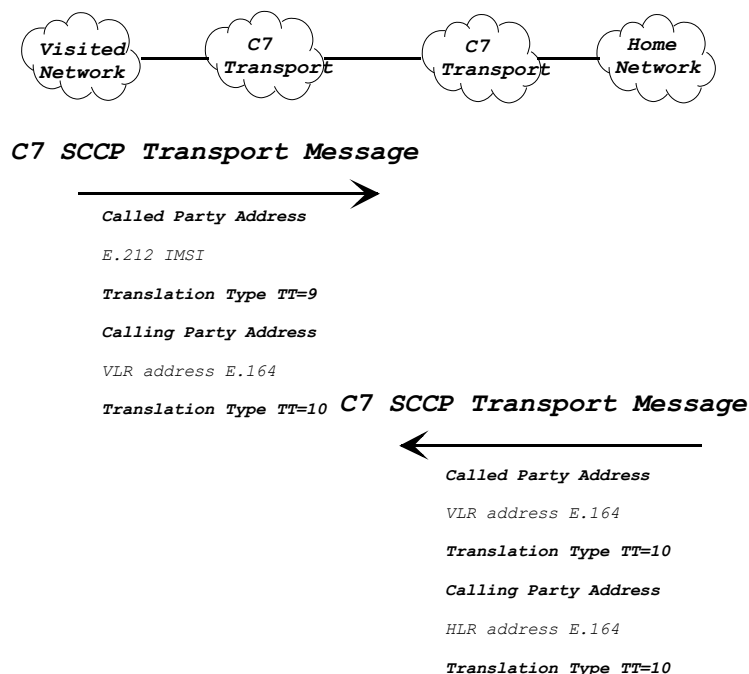 Visited
Network
C7
Transport
C7
Transport
Home
Network
C7 SCCP Transport Message
Called Party Address
E.212 IMSI
Translation Type TT=9
Calling Party Address
VLR address E.164
Translation Type TT=10
C7 SCCP Transport Message
Called Party Address
VLR address E.164
Translation Type TT=10
Calling Party Address
HLR address E.164
Translation Type TT=10